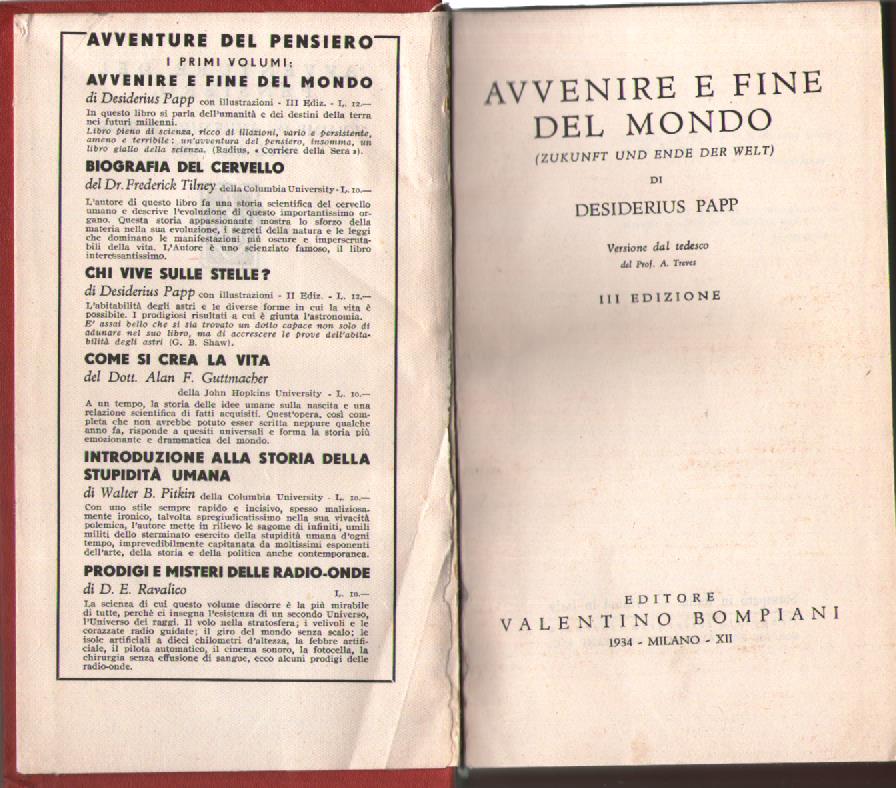 AVVENTURE DEL PENSIERO
I PRIMI VOLUMI:
AVVENIRE E FINE DEL MONDO
di Desiderius Papp con illustrazioni - III Ediz. - L. 12.—
In questo libro si parla dell'umanità e dei destini della terra
nei futuri millenni.
Libro pieno di scienza, ricco di illazioni, vario e persistente,
ameno e terribile: un'avventura del pensiero, insomma, un
libro giallo della scienza. (Radius, « Corriere della Sera »).
BIOGRAFIA DEL CERVELLO
del Dr. Frederick Tilney della Columbia University - L. 10.—
L'autore di questo libro fa una storia scientifica del cervello
umano e descrive l'evoluzione di questo importantissimo or-
gano. Questa storia appassionante mostra lo sforzo della
materia nella sua evoluzione, i segreti della natura e le leggi
che dominano le manifestazioni più oscure e imperscruta-
bili della vita. L'Autore è uno scienziato famoso, il libro
interessantissimo.
CHI VIVE SULLE STELLE?
di Desiderius Papp con illustrazioni - II Ediz. - L. 12.—
L'abitabilità degli astri e le diverse forme in cui la vita è
possibile. I prodigiosi risultati a cui è giunta l'astronomia.
E' assai bello che si sia trovato un dotto capace non solo di
adunare nel suo libro, ma di accrescere le prove dell'abita-
bilità degli astri (G. B. Shaw).
COME SI CREA LA VITA
del Dott. Alan F. Guttmacher
della John Hopkins University - L. 10.—
A un tempo, la storia delle idee umane sulla nascita e una
relazione scientifica di fatti acquisiti. Quest'opera, così com-
pleta che non avrebbe potuto esser scritta neppure qualche
anno fa, risponde a quesiti universali e forma la storia più
emozionante e drammatica del mondo.
INTRODUZIONE ALLA STORIA DELLA
STUPIDITÀ UMANA
di Walter B. Pitkin della Columbia University - L. 10.—
Con uno stile sempre rapido e incisivo, spesso maliziosa-
mente ironico, talvolta spregiudicatissimo nella sua vivacità
polemica, l'autore mette in rilievo le sagome di infiniti, umili
militi dello sterminato esercito della stupidità umana d'ogni
tempo, imprevedibilmente capitanata da moltissimi esponenti
dell'arte, della storia e della politica anche contemporanea.
PRODIGI E MISTERI DELLE RADIO-ONDE
di D. E. Ravalico L. 10.—
La scienza di cui questo volume discorre è la più mirabile
di tutte, perchè ci insegna l'esistenza di un secondo Universo,
l'Universo dei raggi. Il volo nella stratosfera; i velivoli e le
corazzate radio guidate; il giro del mondo senza scalo; le
isole artificiali a dieci chilometri d'altezza, la febbre artifi-
ciale, il pilota automatico, il cinema sonoro, la fotocella, la
chirurgia senza effusione di sangue, ecco alcuni prodigi delle
radio-onde.
AVVENIRE E FINE
DEL MONDO
(ZUKUNFT UND ENDE DER WELT)
DI
DESIDERIUS PAPP
Versione dal tedesco
del Prof. A. Treves
III EDIZIONE
EDITORE
VALENTINO BOMPIANI
1934 - MILANO - XII